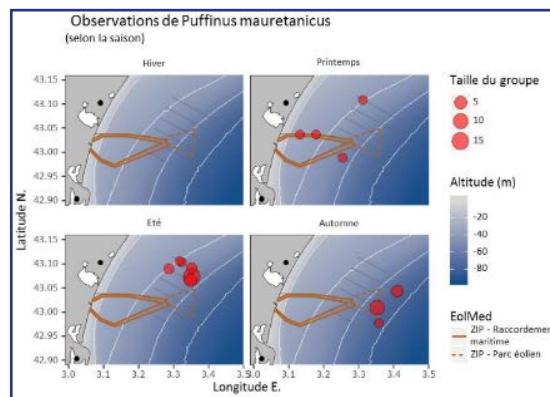 Observations de Puffinus mauretanicus
(selon la saison)
Hiver
Printemps
43.15
43.10
43.05
43.00
42.90
Latitude N.
Eté
Automne
43.15
43.10
43.05
43.00
42.95
42.90
3.0 3.1 3.2 3.3 3.4 3.5 3.0 3.1 3.2 3.3 3.4 3.5
Longitude E.
Taille du groupe
5
10
15
Altitude (m)
-20
-40
-60
-80
EolMed
ZIP - Raccordement
maritime
ZIP - Parc éolien